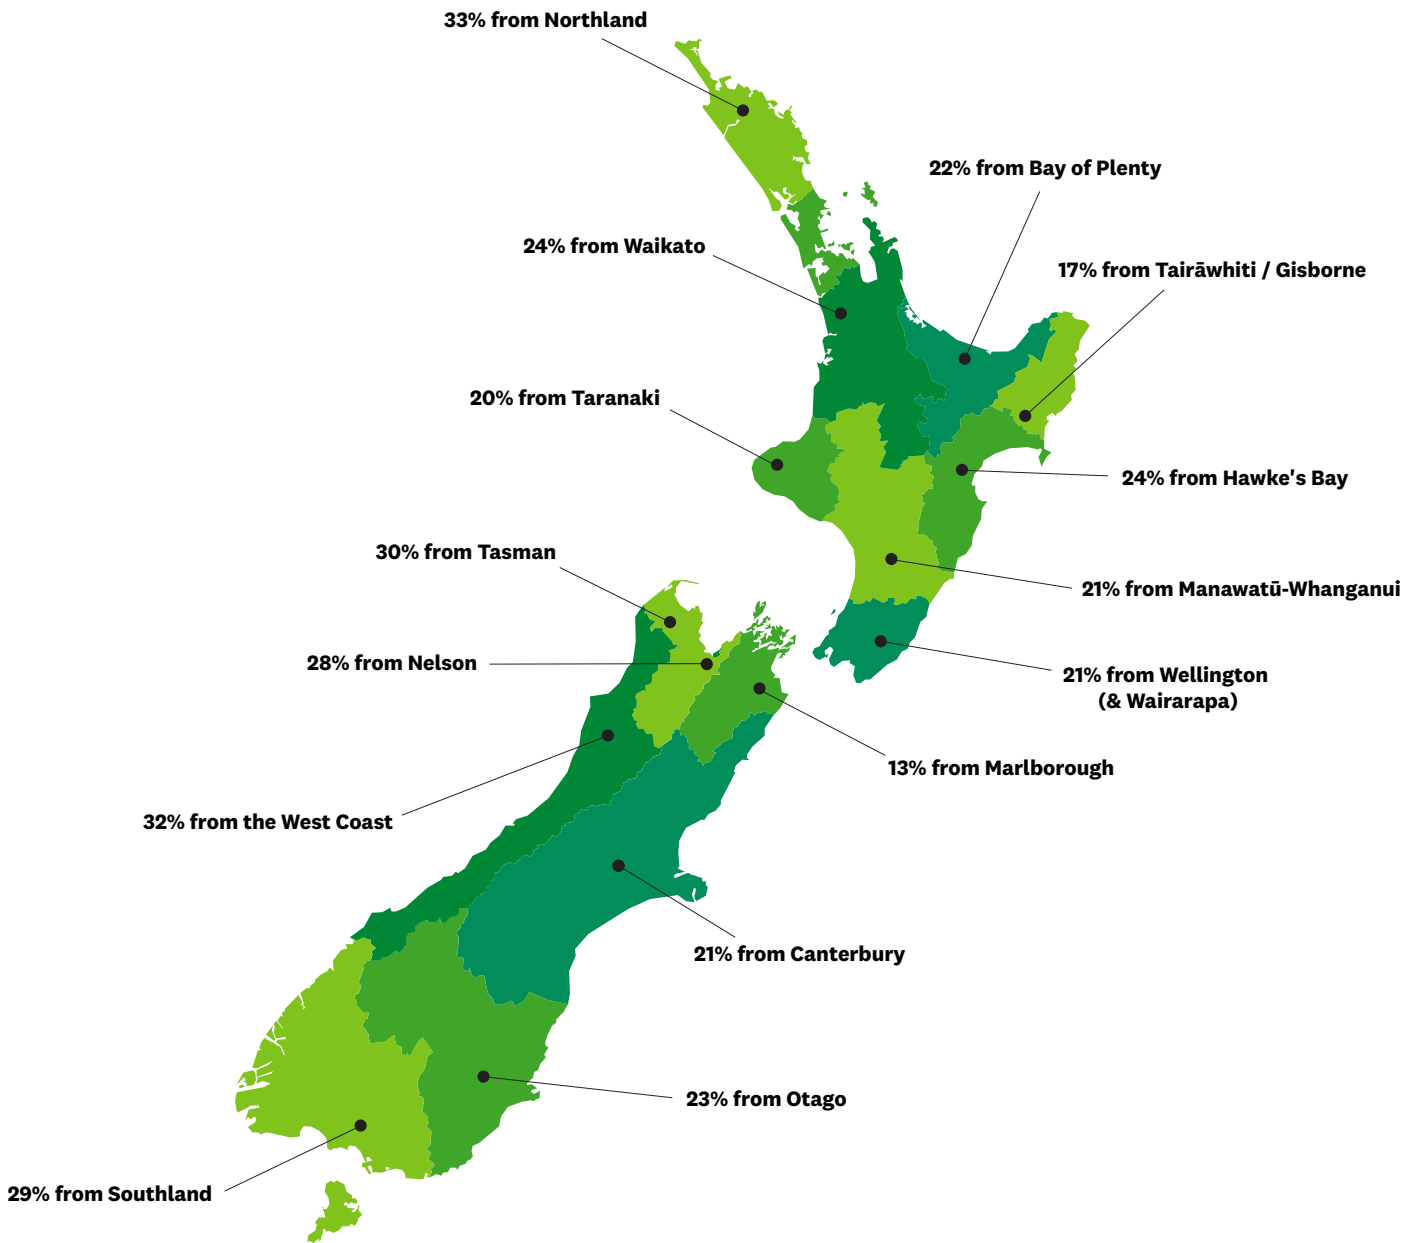 33% from Northland
22% from Bay of Plenty
24% from Waikato
17% from Tairāwhiti / Gisborne
20% from Taranaki
24% from Hawke's Bay
30% from Tasman
21% from Manawatū-Whanganui
28% from Nelson
21% from Wellington
(& Wairarapa)
13% from Marlborough
32% from the West Coast
21% from Canterbury
23% from Otago
29% from Southland